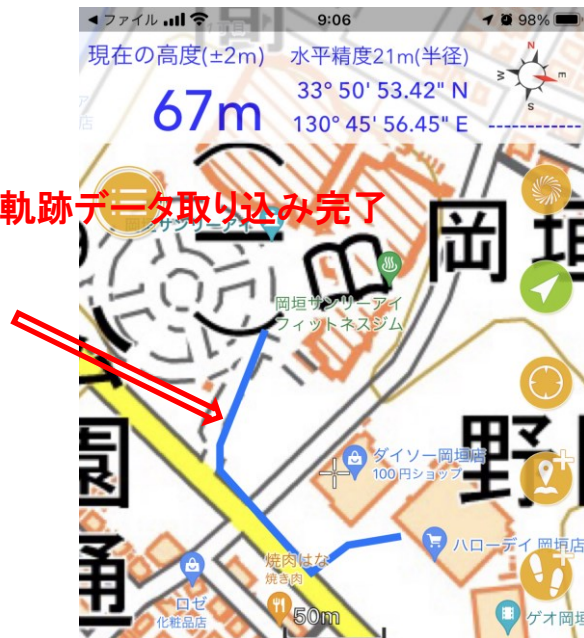 ファイル
9:06
98%
現在の高度(±2m)
水平精度21m(半径)
67m
33° 50' 53.42" N
130° 45' 56.45" E
N
W
E
S
軌跡データ取り込み完了
岡垣サンリーアイ
岡垣
岡垣サンリーアイ
フィットネスジム
園
野
通
ダイソー岡垣店
100 円ショップ
ハローデイ 岡垣店
焼肉はな
焼き肉
ロゼ
化粧品店
50m
ゲオ岡垣